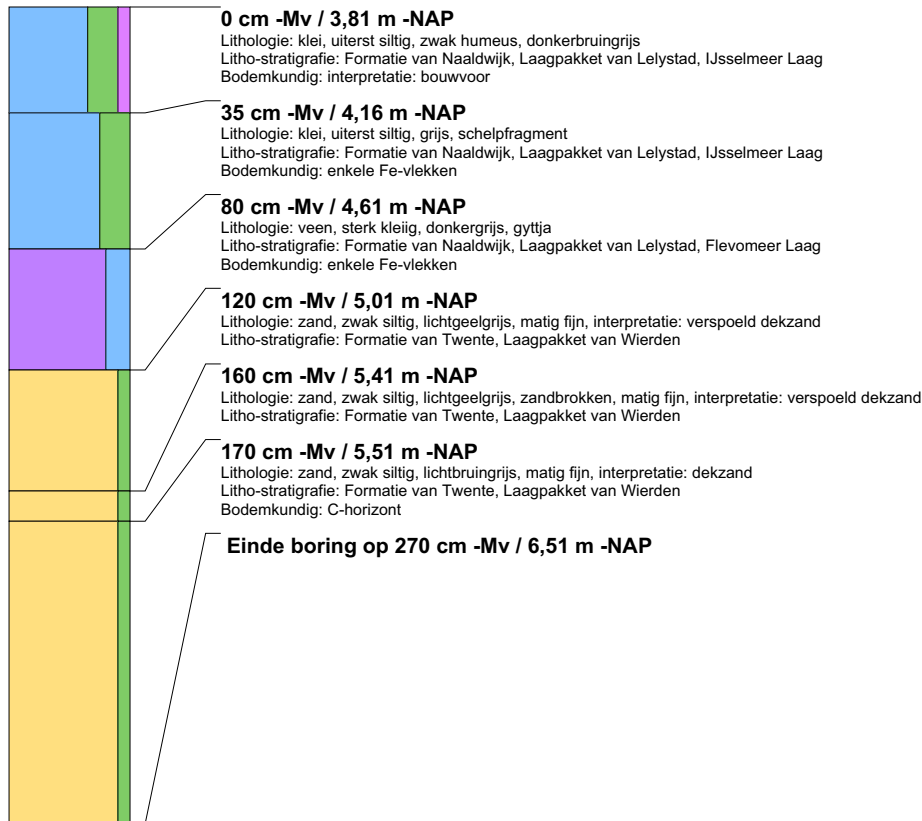 0 cm -Mv / 3,81 m -NAP
Lithologie: klei, uiterst siltig, zwak humeus, donkerbruingrijs
Litho-stratigrafie: Formatie van Naaldwijk, Laagpakket van Lelystad, IJsselmeer Laag
Bodemkundig: interpretatie: bouwvoor
35 cm -Mv / 4,16 m -NAP
Lithologie: klei, uiterst siltig, grijs, schelpfragment
Litho-stratigrafie: Formatie van Naaldwijk, Laagpakket van Lelystad, IJsselmeer Laag
Bodemkundig: enkele Fe-vlekken
80 cm -Mv / 4,61 m -NAP
Lithologie: veen, sterk kleiig, donkergrijs, gyttja
Litho-stratigrafie: Formatie van Naaldwijk, Laagpakket van Lelystad, Flevomeer Laag
Bodemkundig: enkele Fe-vlekken
120 cm -Mv / 5,01 m -NAP
Lithologie: zand, zwak siltig, lichtgeelgrijs, matig fijn, interpretatie: verspoeld dekzand
Litho-stratigrafie: Formatie van Twente, Laagpakket van Wierden
160 cm -Mv / 5,41 m -NAP
Lithologie: zand, zwak siltig, lichtgeelgrijs, zandbrokken, matig fijn, interpretatie: verspoeld dekzand
Litho-stratigrafie: Formatie van Twente, Laagpakket van Wierden
170 cm -Mv / 5,51 m -NAP
Lithologie: zand, zwak siltig, lichtbruingrijs, matig fijn, interpretatie: dekzand
Litho-stratigrafie: Formatie van Twente, Laagpakket van Wierden
Bodemkundig: C-horizont
Einde boring op 270 cm -Mv / 6,51 m -NAP